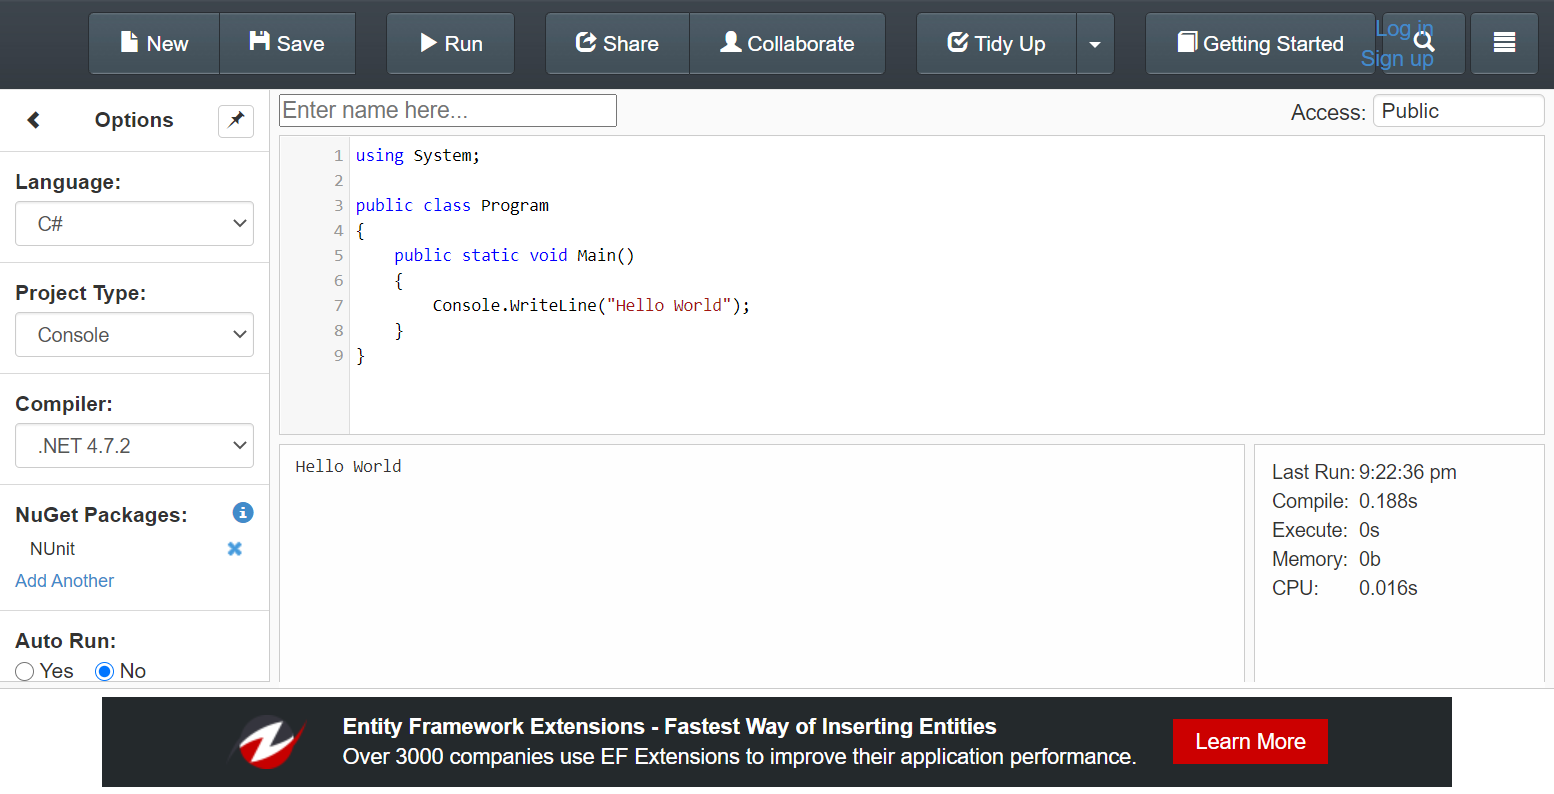 New Save Run Share Collaborate Tidy Up Getting Started Log in
Sign up
Options
Enter name here...
Access: Public
Language:
C#
Project Type:
Console
Compiler:
.NET 4.7.2
NuGet Packages:
NUnit
Add Another
Auto Run:
Yes No
1 using System;
2
3 public class Program
4 {
5 public static void Main()
6 {
7 Console.WriteLine("Hello World");
8 }
9 }
Hello World
Last Run: 9:22:36 pm
Compile: 0.188s
Execute: 0s
Memory: 0b
CPU: 0.016s
Entity Framework Extensions - Fastest Way of Inserting Entities
Over 3000 companies use EF Extensions to improve their application performance.
Learn More